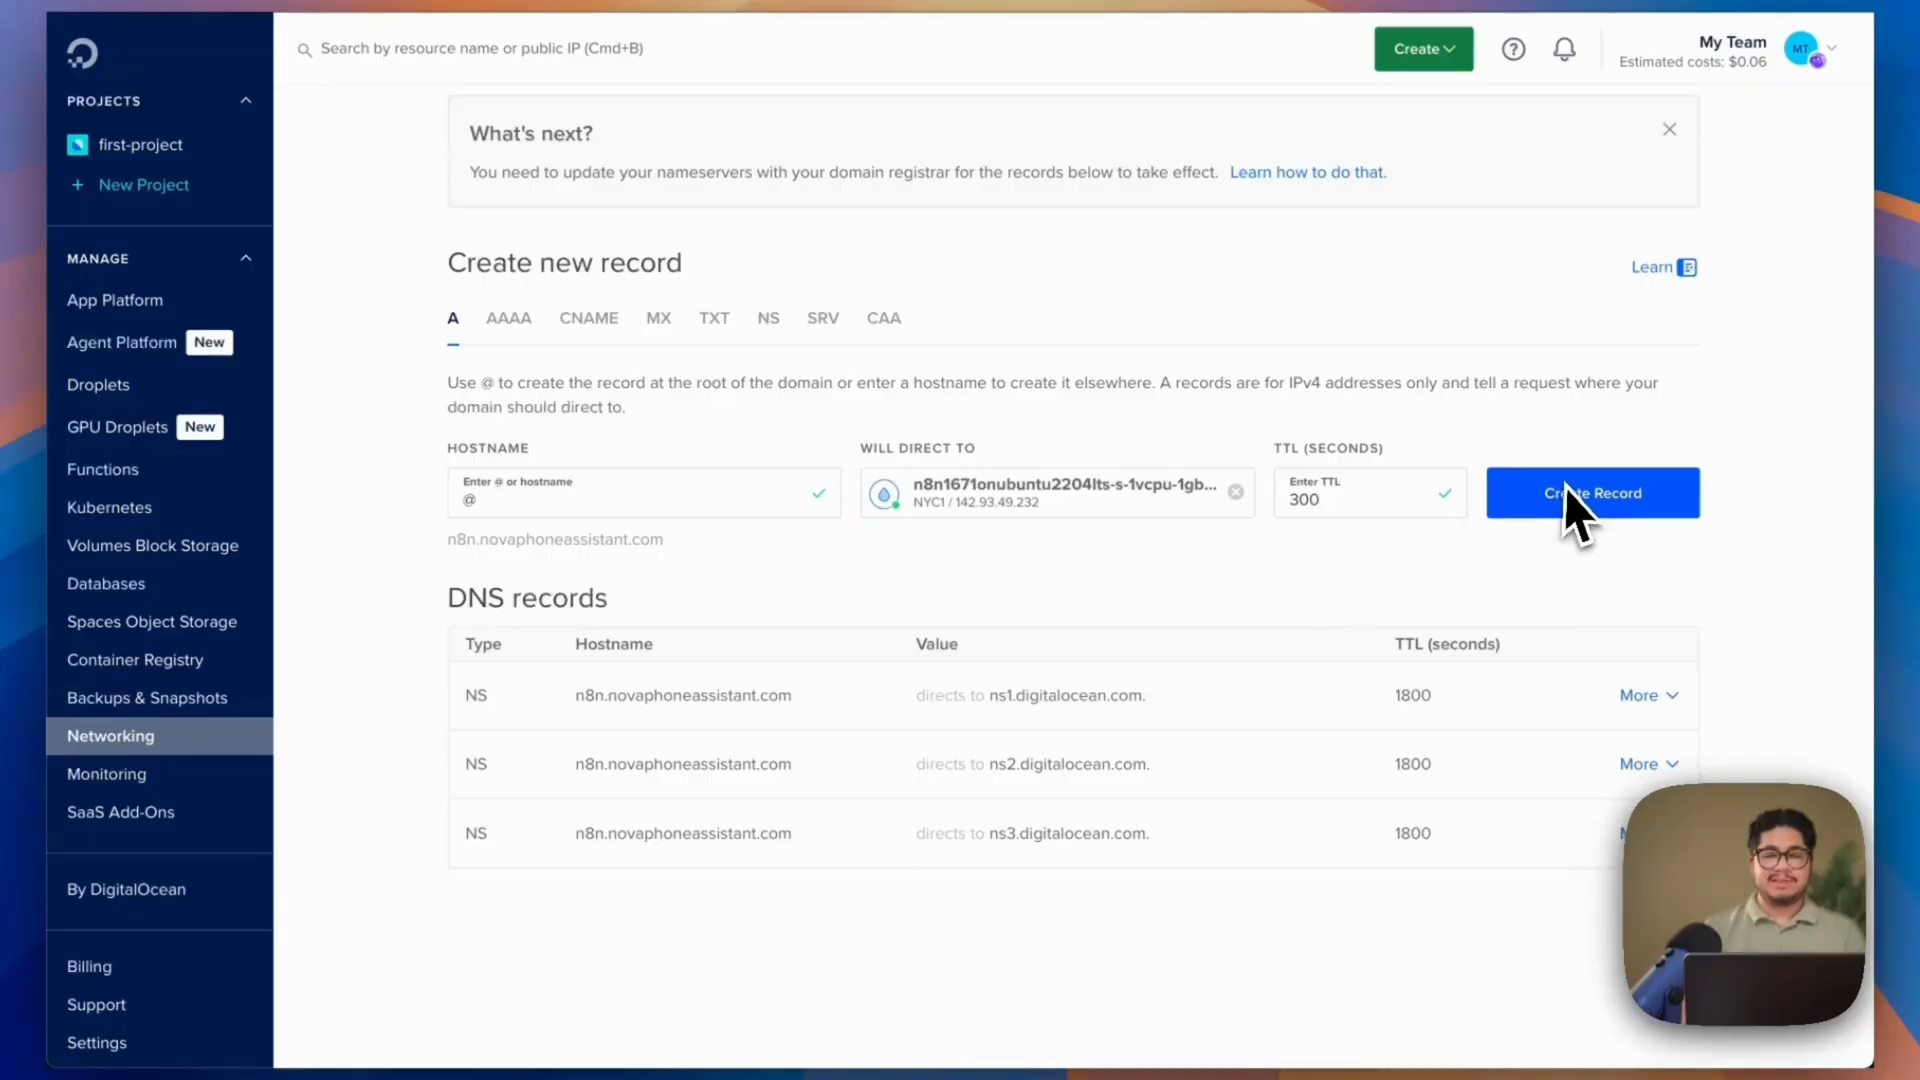 Search by resource name or public IP (Cmd+B)
Create
My Team
Estimated costs: $0.06
MT
PROJECTS
first-project
+ New Project
MANAGE
App Platform
Agent Platform New
Droplets
GPU Droplets New
Functions
Kubernetes
Volumes Block Storage
Databases
Spaces Object Storage
Container Registry
Backups & Snapshots
Networking
Monitoring
SaaS Add-Ons
By DigitalOcean
Billing
Support
Settings
What's next?
You need to update your nameservers with your domain registrar for the records below to take effect. Learn how to do that.
Create new record
Learn
A AAAA CNAME MX TXT NS SRV CAA
Use @ to create the record at the root of the domain or enter a hostname to create it elsewhere. A records are for IPv4 addresses only and tell a request where your
domain should direct to.
HOSTNAME WILL DIRECT TO TTL (SECONDS)
Enter @ or hostname
@
n8n1671onubuntu2204lts-s-1vcpu-1gb...
NYC1 / 142.93.49.232
Enter TTL
300
Create Record
n8n.novaphoneassistant.com
DNS records
Type Hostname Value TTL (seconds)
NS n8n.novaphoneassistant.com directs to ns1.digitalocean.com. 1800 More
NS n8n.novaphoneassistant.com directs to ns2.digitalocean.com. 1800 More
NS n8n.novaphoneassistant.com directs to ns3.digitalocean.com. 1800